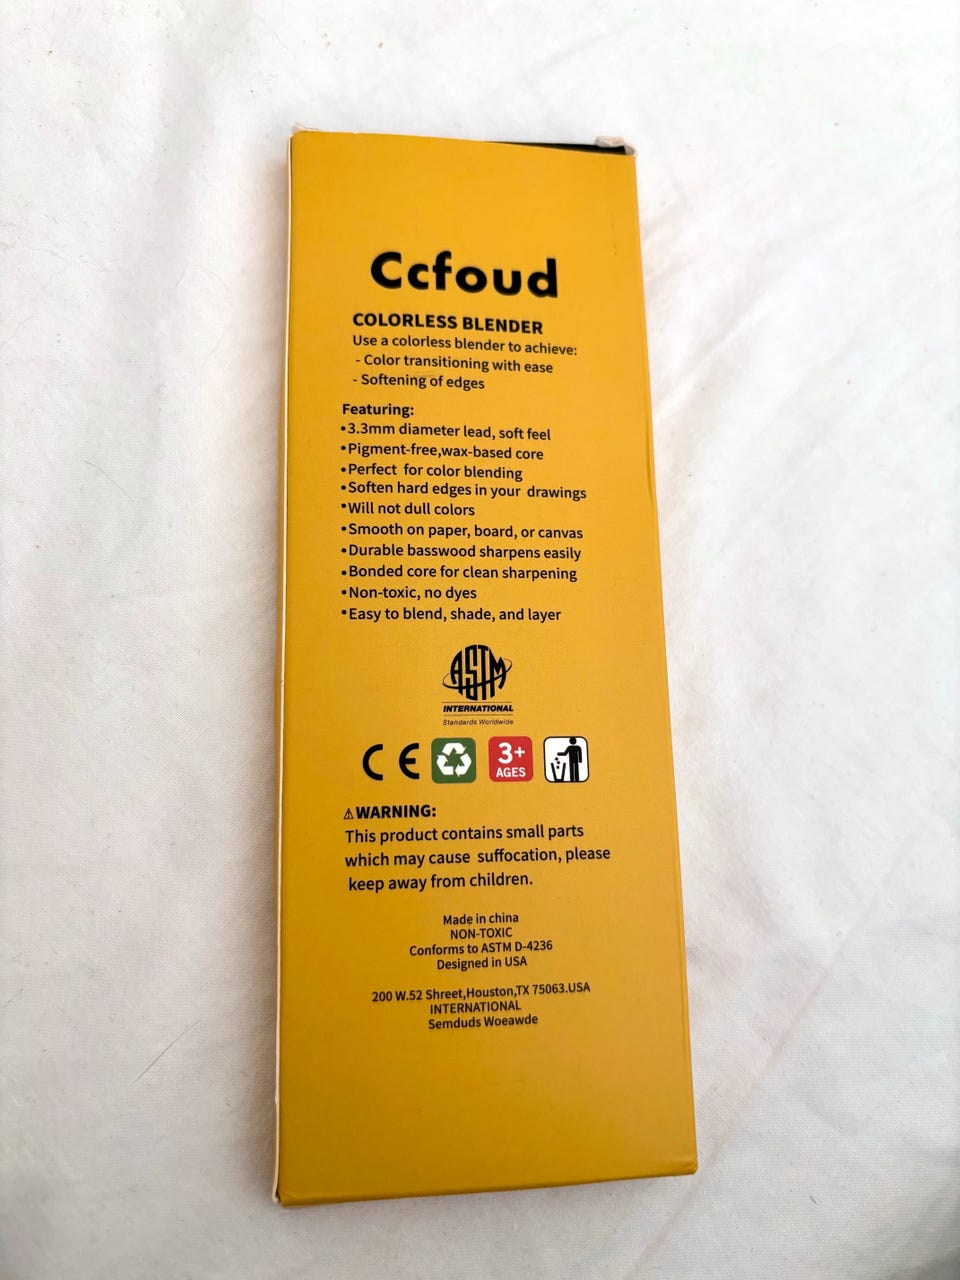 Ccfoud
COLORLESS BLENDER
Use a colorless blender to achieve:
- Color transitioning with ease
- Softening of edges
Featuring:
•3.3mm diameter lead, soft feel
•Pigment-free,wax-based core
•Perfect for color blending
•Soften hard edges in your drawings
•Will not dull colors
•Smooth on paper, board, or canvas
•Durable basswood sharpens easily
•Bonded core for clean sharpening
•Non-toxic, no dyes
•Easy to blend, shade, and layer
ASTM
INTERNATIONAL
Standards Worldwide
CE 3+
AGES
⚠WARNING:
This product contains small parts
which may cause suffocation, please
keep away from children.
Made in china
NON-TOXIC
Conforms to ASTM D-4236
Designed in USA
200 W.52 Shreet,Houston,TX 75063.USA
INTERNATIONAL
Semduds Woeawde